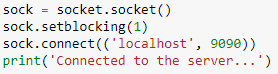 sock = socket.socket()
sock.setblocking(1)
sock.connect(('localhost', 9090))
print('Connected to the server...')